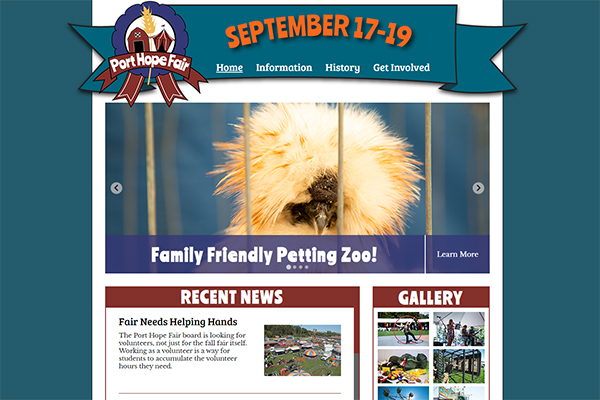 Port Hope Fair
SEPTEMBER 17-19
Home Information History Get Involved
Family Friendly Petting Zoo!
Learn More
RECENT NEWS
Fair Needs Helping Hands
The Port Hope Fair board is looking for
volunteers, not just for the fall fair itself.
Working as a volunteer is a way for
students to accumulate the volunteer
hours they need.
GALLERY